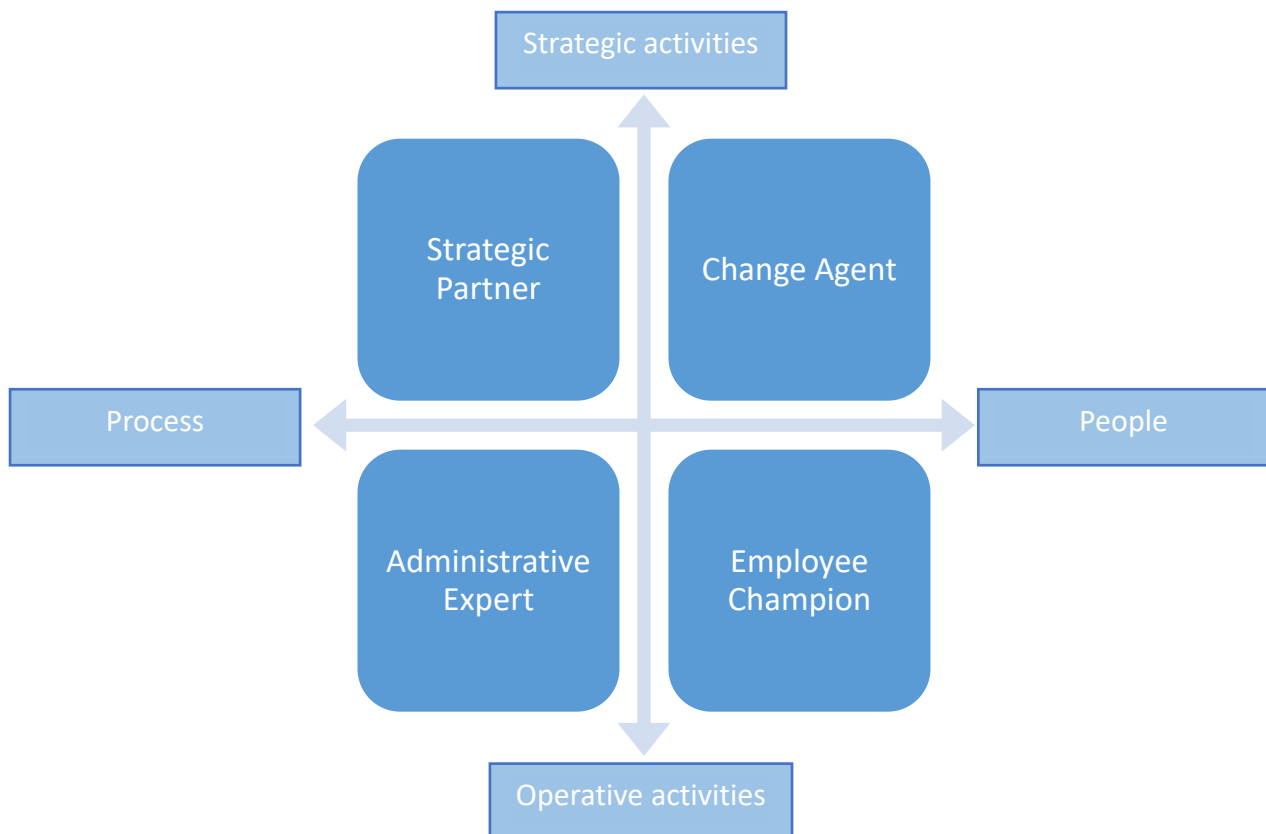 Strategic activities
Strategic
Partner
Change Agent
Process
People
Administrative
Expert
Employee
Champion
Operative activities